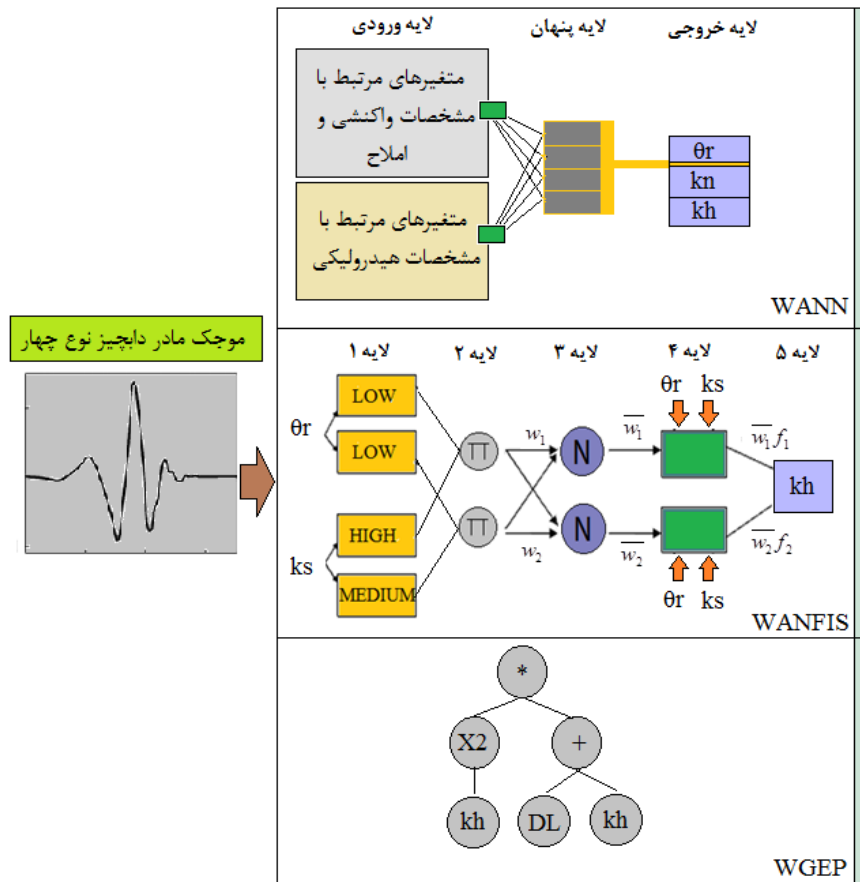 لایه ورودی
لایه پنهان
لایه خروجی
متغیرهای مرتبط با
مشخصات واکنشی و
املاح
متغیرهای مرتبط با
مشخصات هیدرولیکی
θr
kn
kh
WANN
موجک مادر دابچیز نوع چهار
لایه ۱
لایه ۲
لایه ۳
لایه ۴
لایه ۵
θr
ks
LOW
LOW
HIGH
MEDIUM
θr
ks
TT
TT
w₁
w₂
N
N
w̅₁
w̅₂
w̅₁f₁
w̅₂f₂
kh
θr
ks
WANFIS
*
X2
+
kh
DL
kh
WGEP